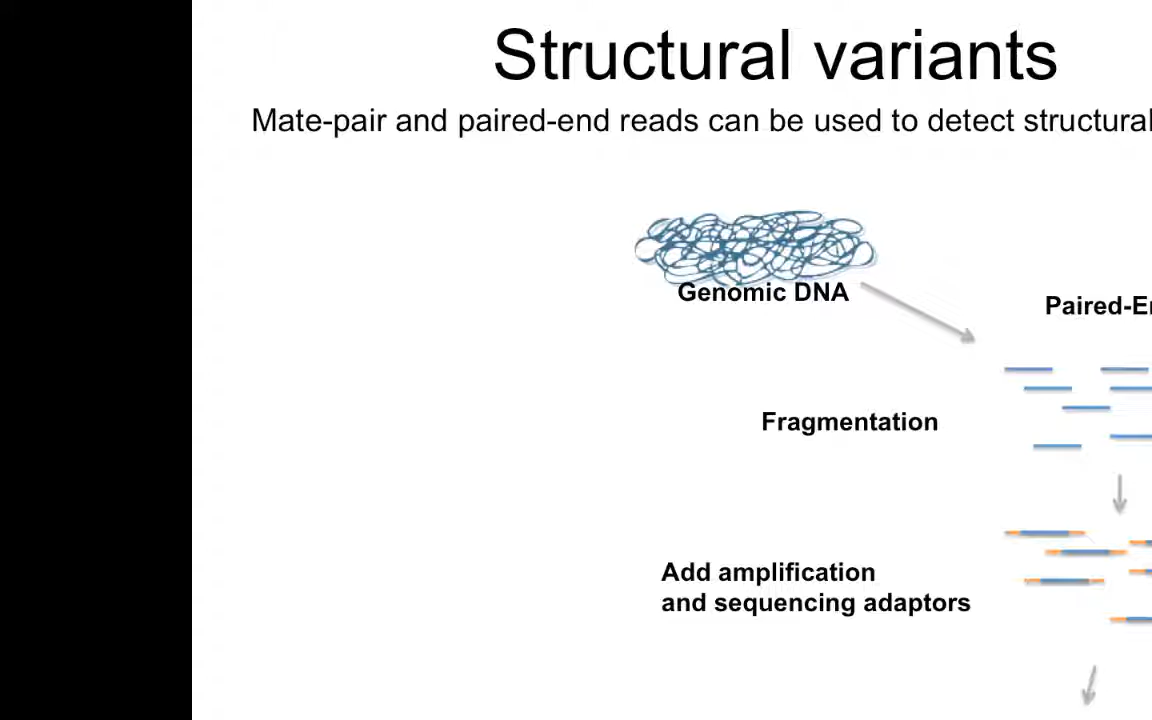 Structural variants
Mate-pair and paired-end reads can be used to detect structural
Genomic DNA
Paired-E
Fragmentation
Add amplification
and sequencing adaptors